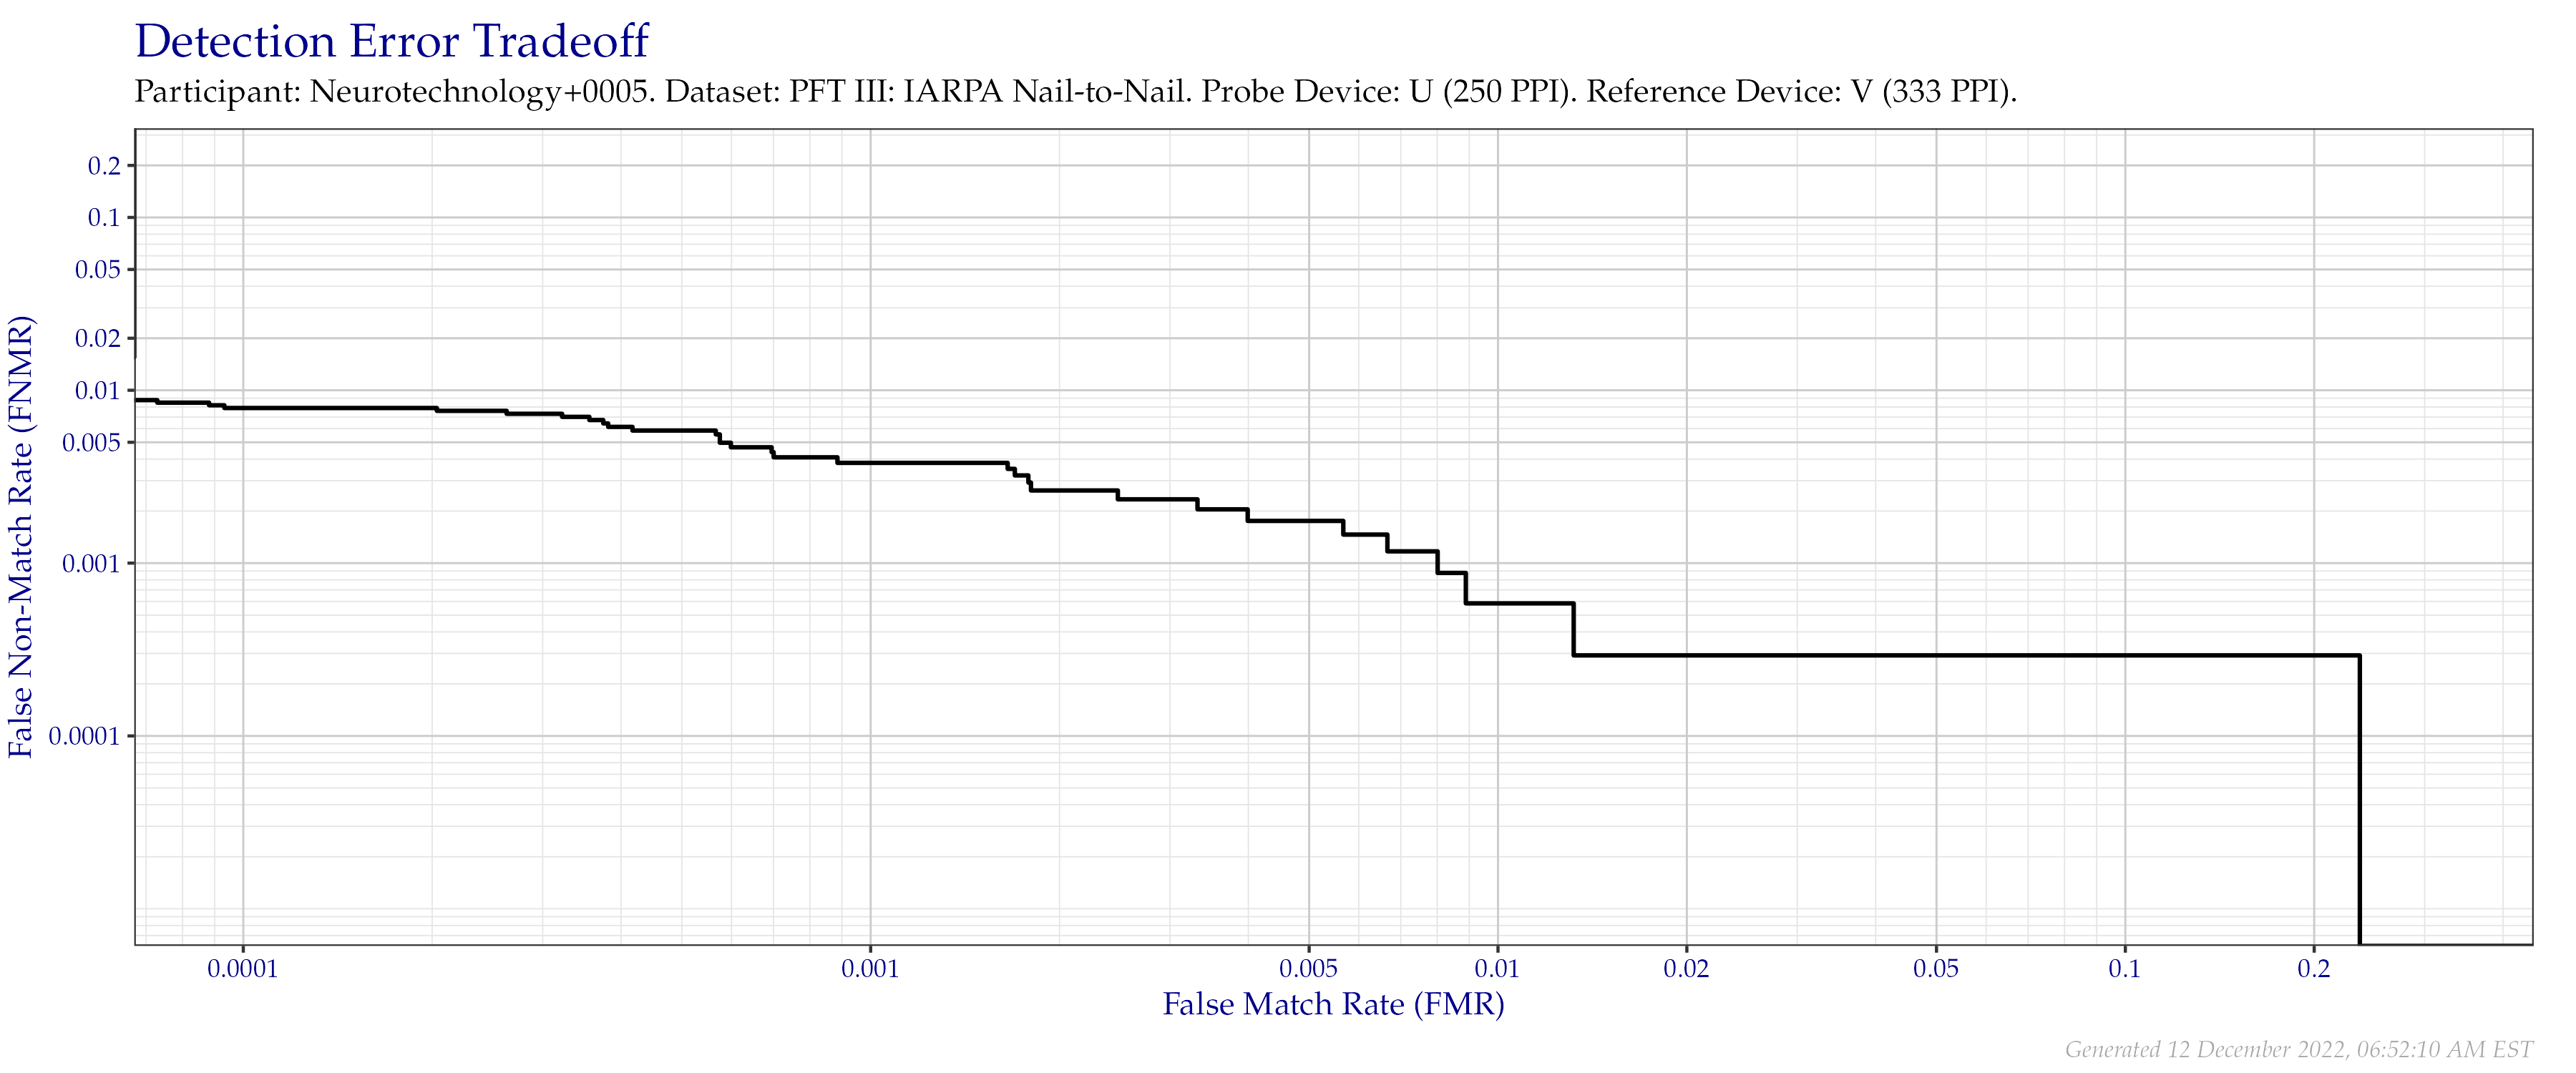 Detection Error Tradeoff
Participant: Neurotechnology+0005. Dataset: PFT III: IARPA Nail-to-Nail. Probe Device: U (250 PPI). Reference Device: V (333 PPI).
False Non-Match Rate (FNMR)
0.2
0.1
0.05
0.02
0.01
0.005
0.001
0.0001
0.0001 0.001 0.005 0.01 0.02 0.05 0.1 0.2
False Match Rate (FMR)
Generated 12 December 2022, 06:52:10 AM EST